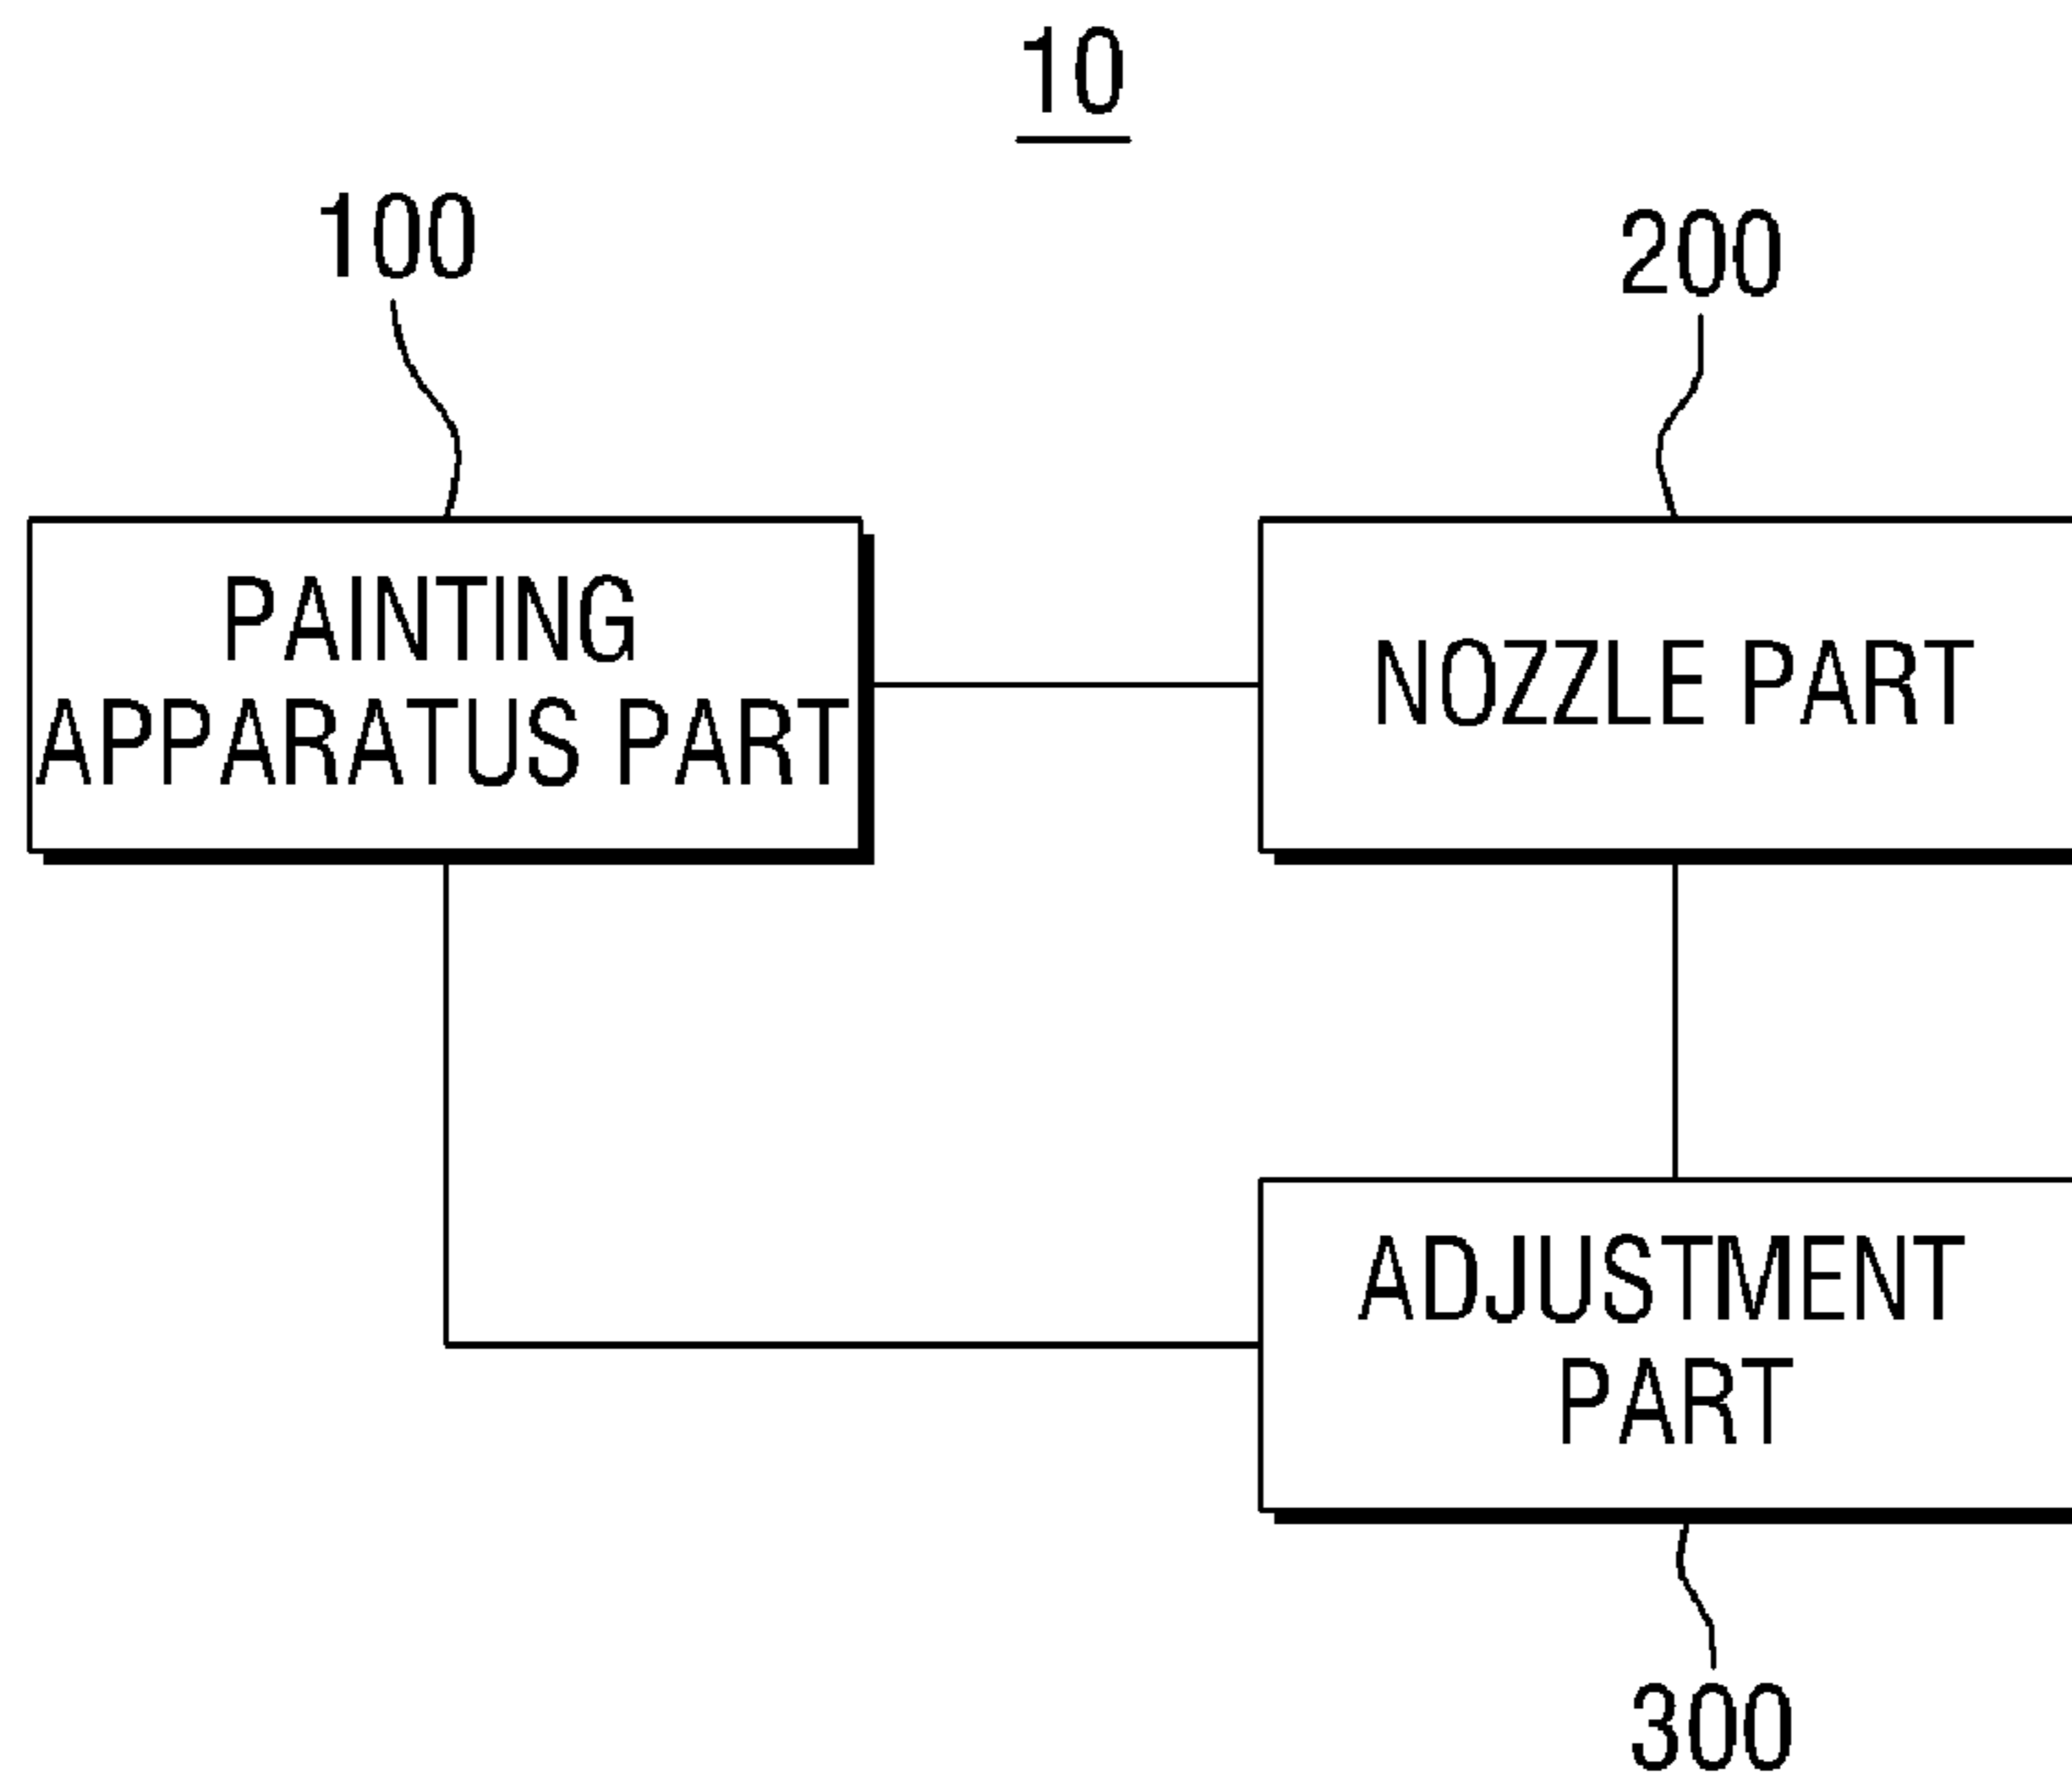 10
100
200
PAINTING
APPARATUS PART
NOZZLE PART
ADJUSTMENT
PART
300